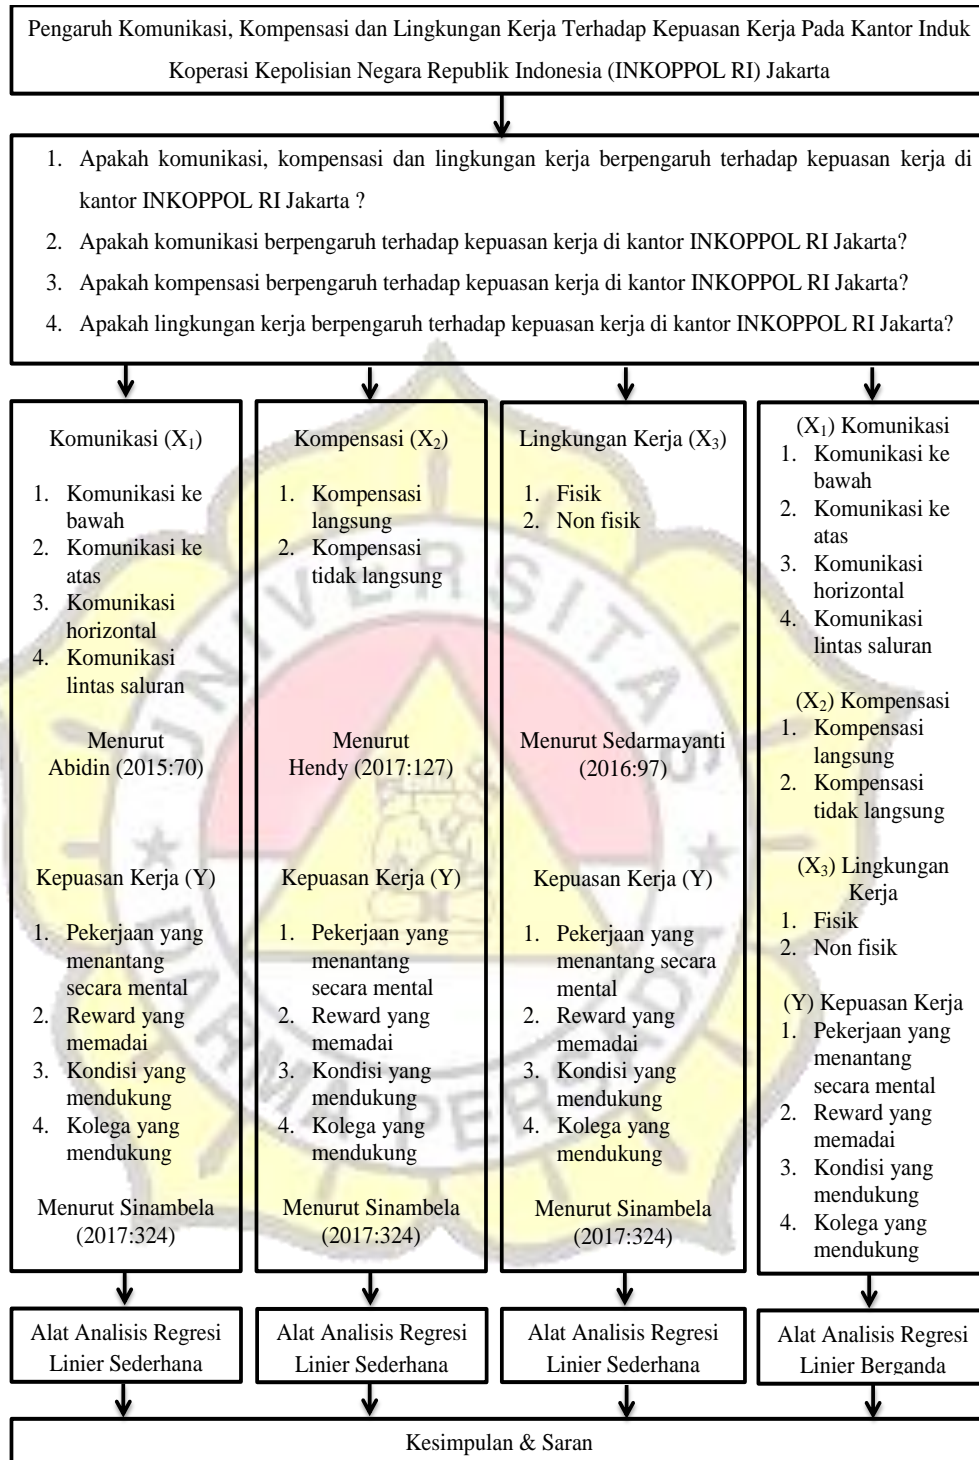 Pengaruh Komunikasi, Kompensasi dan Lingkungan Kerja Terhadap Kepuasan Kerja Pada Kantor Induk
Koperasi Kepolisian Negara Republik Indonesia (INKOPPOL RI) Jakarta
1. Apakah komunikasi, kompensasi dan lingkungan kerja berpengaruh terhadap kepuasan kerja di
kantor INKOPPOL RI Jakarta ?
2. Apakah komunikasi berpengaruh terhadap kepuasan kerja di kantor INKOPPOL RI Jakarta?
3. Apakah kompensasi berpengaruh terhadap kepuasan kerja di kantor INKOPPOL RI Jakarta?
4. Apakah lingkungan kerja berpengaruh terhadap kepuasan kerja di kantor INKOPPOL RI Jakarta?
Komunikasi (X₁)
1. Komunikasi ke
bawah
2. Komunikasi ke
atas
3. Komunikasi
horizontal
4. Komunikasi
lintas saluran
Menurut
Abidin (2015:70)
Kepuasan Kerja (Y)
1. Pekerjaan yang
menantang
secara mental
2. Reward yang
memadai
3. Kondisi yang
mendukung
4. Kolega yang
mendukung
Menurut Sinambela
(2017:324)
Kompensasi (X₂)
1. Kompensasi
langsung
2. Kompensasi
tidak langsung
Menurut
Hendy (2017:127)
Kepuasan Kerja (Y)
1. Pekerjaan yang
menantang
secara mental
2. Reward yang
memadai
3. Kondisi yang
mendukung
4. Kolega yang
mendukung
Menurut Sinambela
(2017:324)
Lingkungan Kerja (X₃)
1. Fisik
2. Non fisik
Menurut Sedarmayanti
(2016:97)
Kepuasan Kerja (Y)
1. Pekerjaan yang
menantang secara
mental
2. Reward yang
memadai
3. Kondisi yang
mendukung
4. Kolega yang
mendukung
Menurut Sinambela
(2017:324)
(X₁) Komunikasi
1. Komunikasi ke
bawah
2. Komunikasi ke
atas
3. Komunikasi
horizontal
4. Komunikasi
lintas saluran
(X₂) Kompensasi
1. Kompensasi
langsung
2. Kompensasi
tidak langsung
(X₃) Lingkungan
Kerja
1. Fisik
2. Non fisik
(Y) Kepuasan Kerja
1. Pekerjaan yang
menantang
secara mental
2. Reward yang
memadai
3. Kondisi yang
mendukung
4. Kolega yang
mendukung
Alat Analisis Regresi
Linier Sederhana
Alat Analisis Regresi
Linier Sederhana
Alat Analisis Regresi
Linier Sederhana
Alat Analisis Regresi
Linier Berganda
Kesimpulan & Saran
UNIVERSITAS
DARMA PERSADA